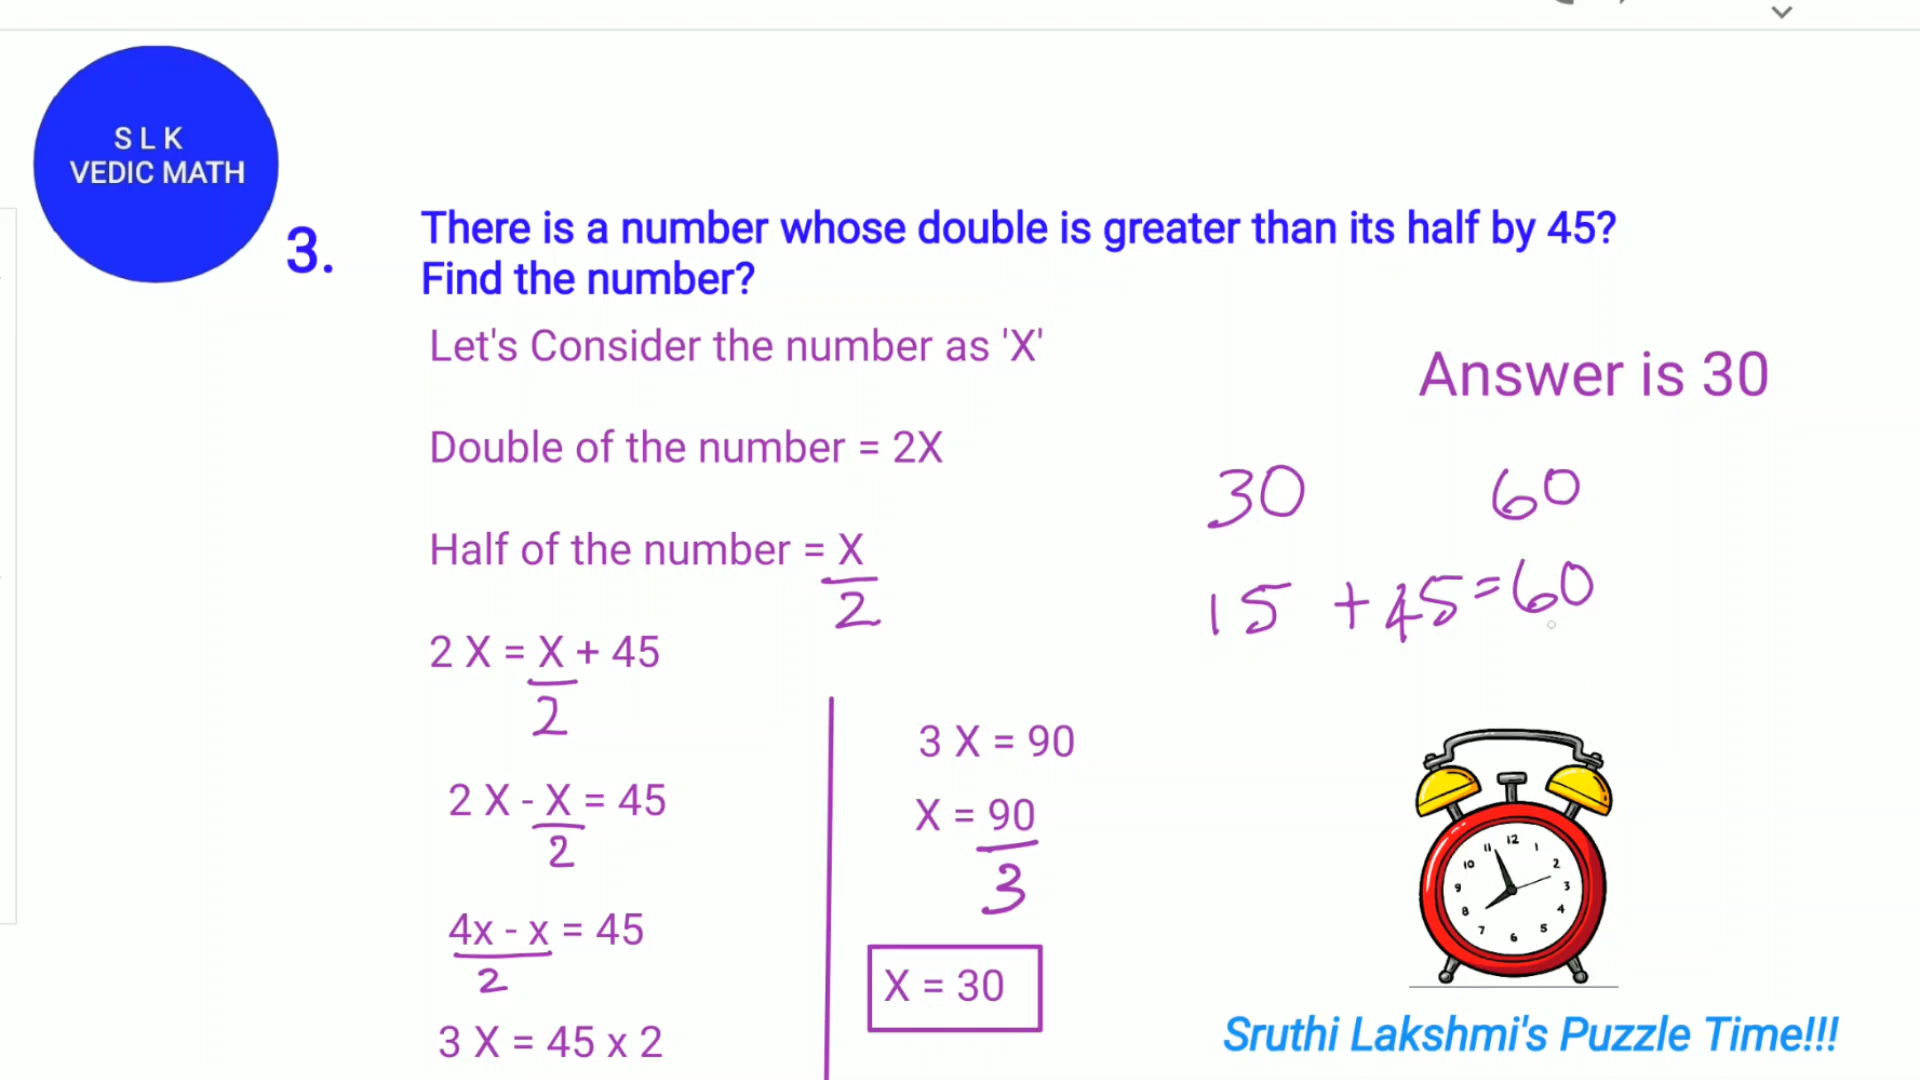 S L K
VEDIC MATH
3.
There is a number whose double is greater than its half by 45?
Find the number?
Let's Consider the number as 'X'
Double of the number = 2X
Half of the number = X
2
2 X = X + 45
2
2 X - X = 45
2
4x - x = 45
2
3 X = 45 x 2
3 X = 90
X = 90
3
X = 30
Answer is 30
30 60
15 + 45 = 60
12
1
2
3
4
5
6
7
8
9
10
11
Sruthi Lakshmi's Puzzle Time!!!